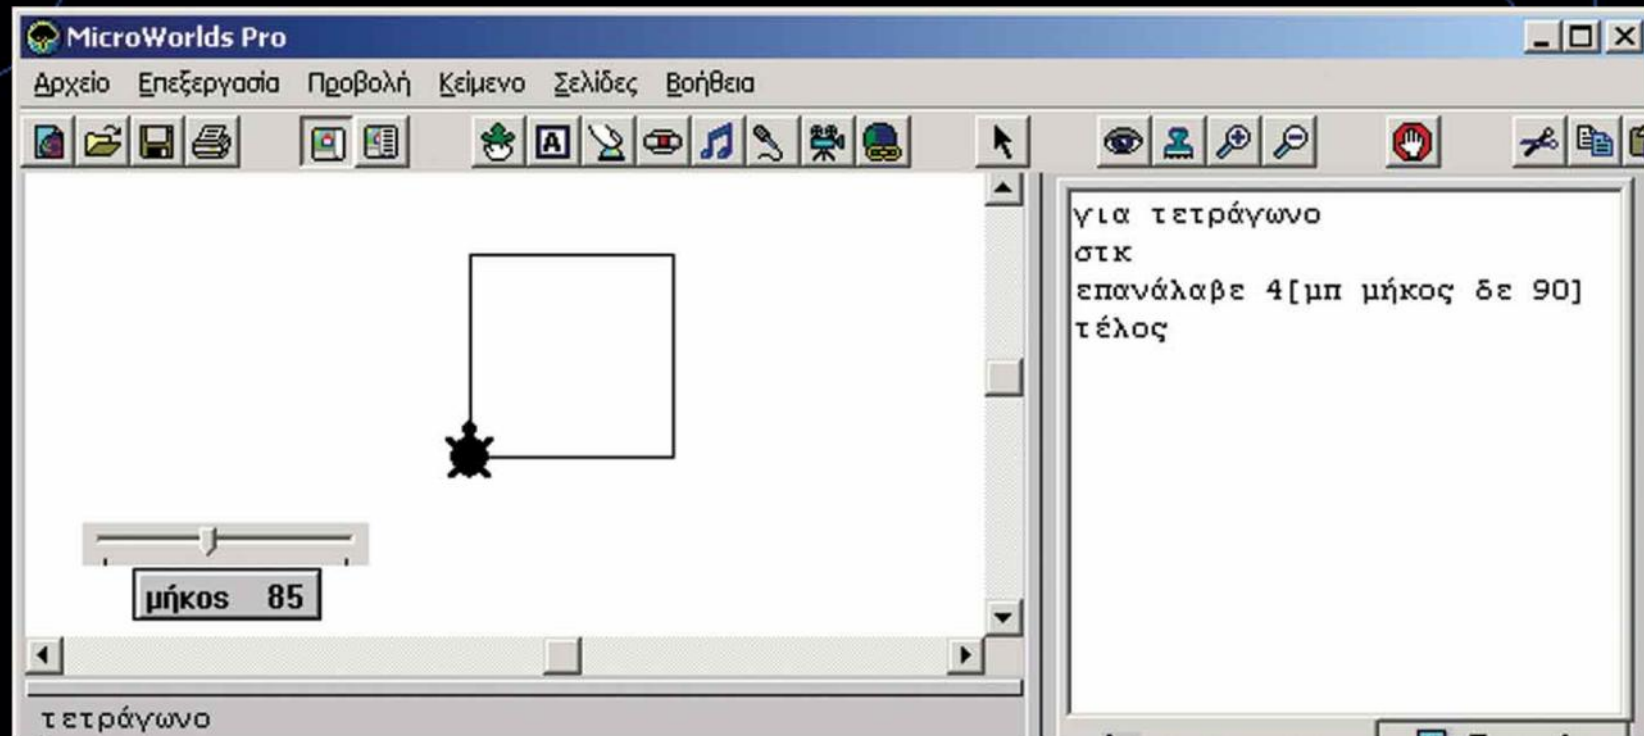 MicroWorlds Pro
Αρχείο Επεξεργασία Προβολή Κείμενο Σελίδες Βοήθεια
για τετράγωνο
στκ
επανάλαβε 4[μπ μήκος δε 90]
τέλος
μήκος 85
τετράγωνο